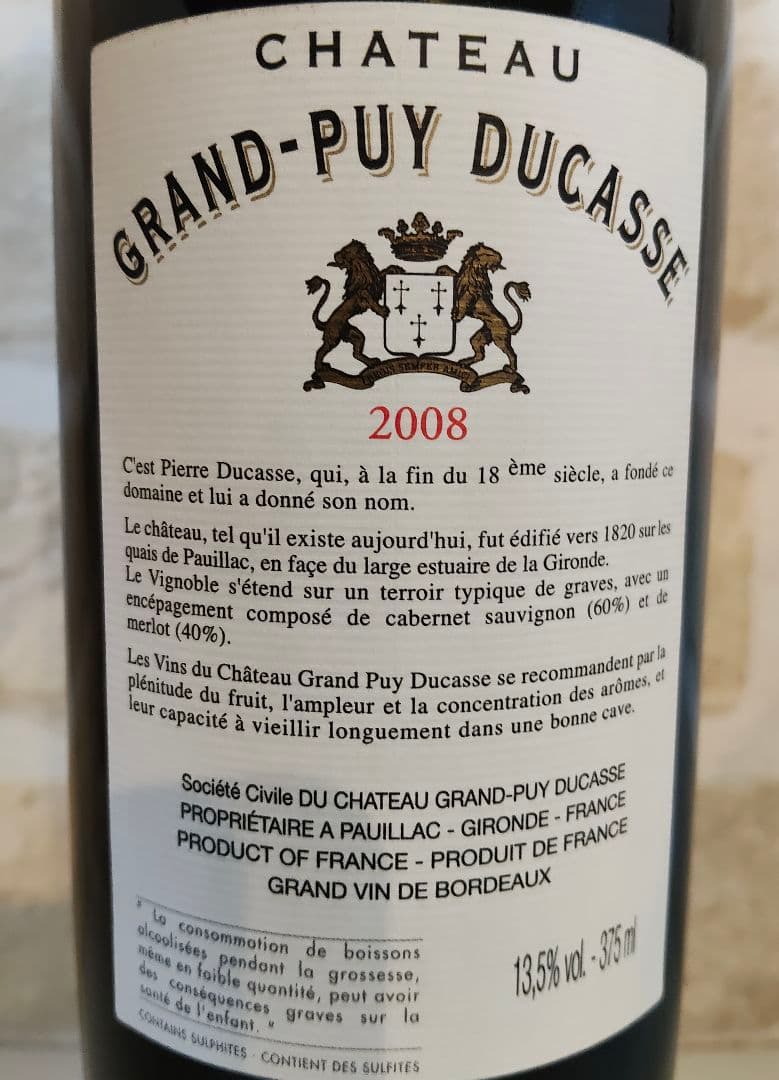 CHATEAU
GRAND-PUY DUCASSE
SEMPER
2008
C'est Pierre Ducasse, qui, à la fin du 18 ème siècle, a fondé ce
domaine et lui a donné son nom.
Le château, tel qu'il existe aujourd'hui, fut édifié vers 1820 sur les
quais de Pauillac, en façe du large estuaire de la Gironde.
Le Vignoble s'étend sur un terroir typique de graves, avec un
encépagement composé de cabernet sauvignon (60%) et de
merlot (40%).
Les Vins du Château Grand Puy Ducasse se recommandent par la
plénitude du fruit, l'ampleur et la concentration des arômes, et
leur capacité à vieillir longuement dans une bonne cave.
Société Civile DU CHATEAU GRAND-PUY DUCASSE
PROPRIÉTAIRE A PAUILLAC - GIRONDE - FRANCE
PRODUCT OF FRANCE - PRODUIT DE FRANCE
GRAND VIN DE BORDEAUX
" La consommation de boissons
alcoolisées pendant la grossesse,
même en faible quantité, peut avoir
des conséquences graves sur la
santé de l'enfant. "
CONTAINS SULPHITES - CONTIENT DES SULFITES
13,5% vol. - 375 ml